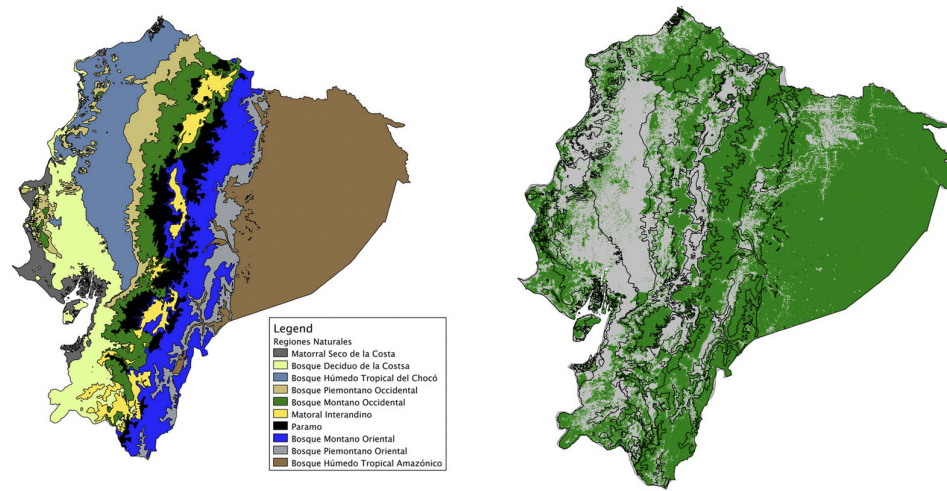 Legend
Regiones Naturales
Matorral Seco de la Costa
Bosque Deciduo de la Costsa
Bosque Húmedo Tropical del Chocó
Bosque Piemontano Occidental
Bosque Montano Occidental
Matoral Interandino
Paramo
Bosque Montano Oriental
Bosque Piemontano Oriental
Bosque Húmedo Tropical Amazónico